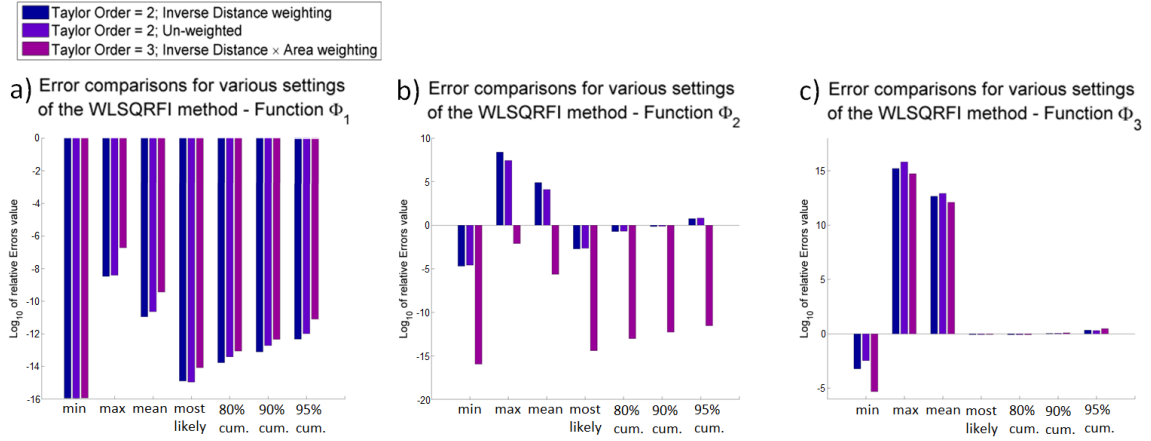 Taylor Order = 2; Inverse Distance weighting
Taylor Order = 2; Un-weighted
Taylor Order = 3; Inverse Distance × Area weighting
a) Error comparisons for various settings
of the WLSQRFI method - Function Φ1
0
-2
-4
-6
-8
-10
-12
-14
-16
Log10 of relative Errors value
min max mean most likely 80% cum. 90% cum. 95% cum.
b) Error comparisons for various settings
of the WLSQRFI method - Function Φ2
10
5
0
-5
-10
-15
-20
Log10 of relative Errors value
min max mean most likely 80% cum. 90% cum. 95% cum.
c) Error comparisons for various settings
of the WLSQRFI method - Function Φ3
15
10
5
0
-5
Log10 of relative Errors value
min max mean most likely 80% cum. 90% cum. 95% cum.